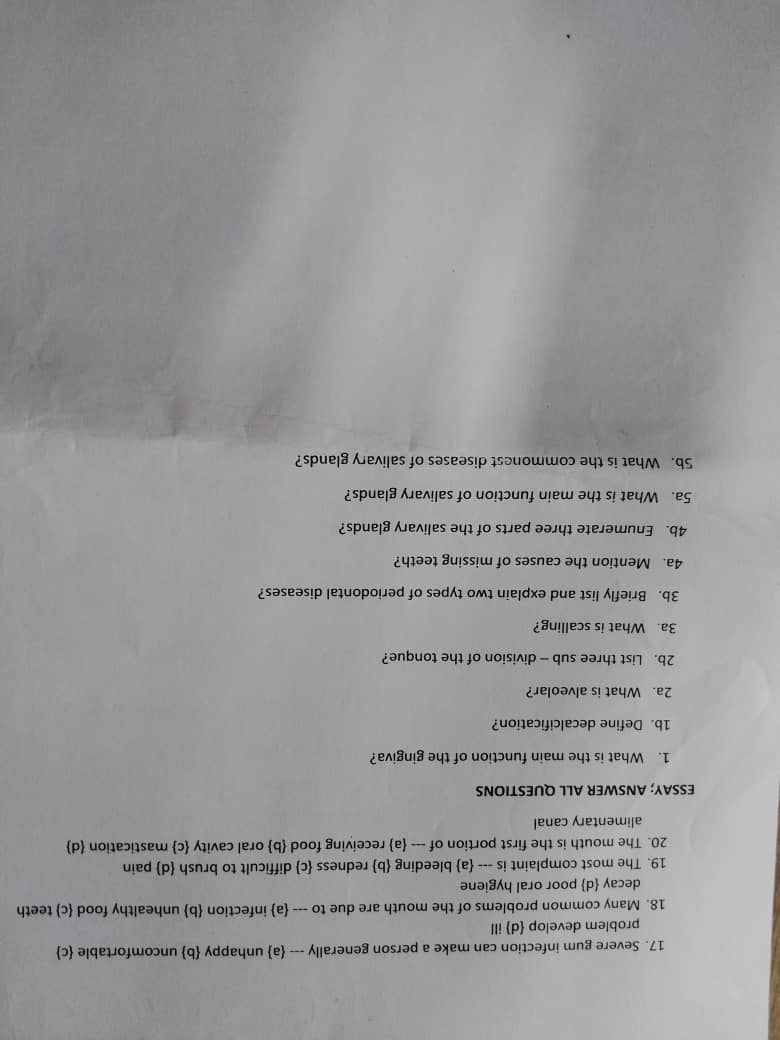 17. Severe gum infection can make a person generally --- {a} unhappy {b} uncomfortable {c}
problem develop {d} ill
18. Many common problems of the mouth are due to --- {a} infection {b} unhealthy food {c} teeth
decay {d} poor oral hygiene
19. The most complaint is --- {a} bleeding {b} redness {c} difficult to brush {d} pain
20. The mouth is the first portion of --- {a} receiving food {b} oral cavity {c} mastication {d}
alimentary canal
ESSAY; ANSWER ALL QUESTIONS
1. What is the main function of the gingiva?
1b. Define decalcification?
2a. What is alveolar?
2b. List three sub – division of the tonque?
3a. What is scalling?
3b. Briefly list and explain two types of periodontal diseases?
4a. Mention the causes of missing teeth?
4b. Enumerate three parts of the salivary glands?
5a. What is the main function of salivary glands?
5b. What is the commonest diseases of salivary glands?